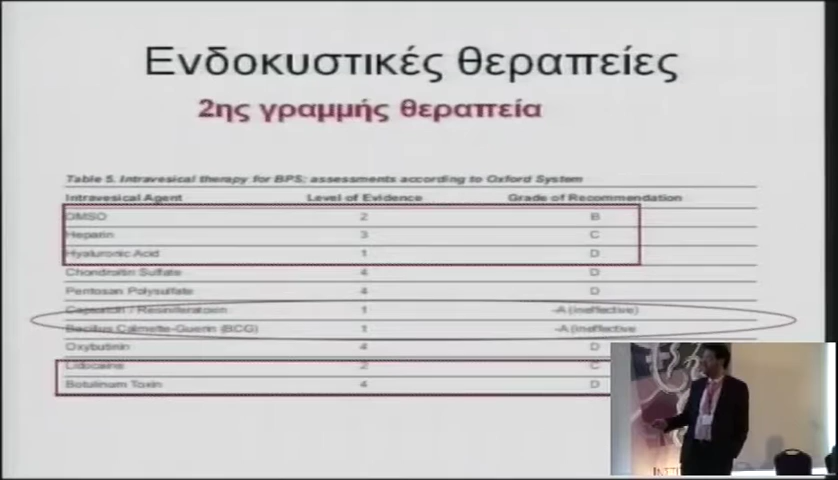 Ενδοκυστικές θεραπείες
2ης γραμμής θεραπεία
Table 5. Intravesical therapy for BPS; assessments according to Oxford System
Intravesical Agent Level of Evidence Grade of Recommendation
DMSO 2 B
Heparin 3 C
Hyaluronic Acid 1 D
Chondroitin Sulfate 4 D
Pentosan Polysulfate 4 D
Capsaicin / Resiniferatoxin 1 -A (ineffective)
Bacillus Calmette-Guerin (BCG) 1 -A (ineffective
Oxybutinin 4 D
Lidocaine 2 C
Botulinum Toxin 4 D